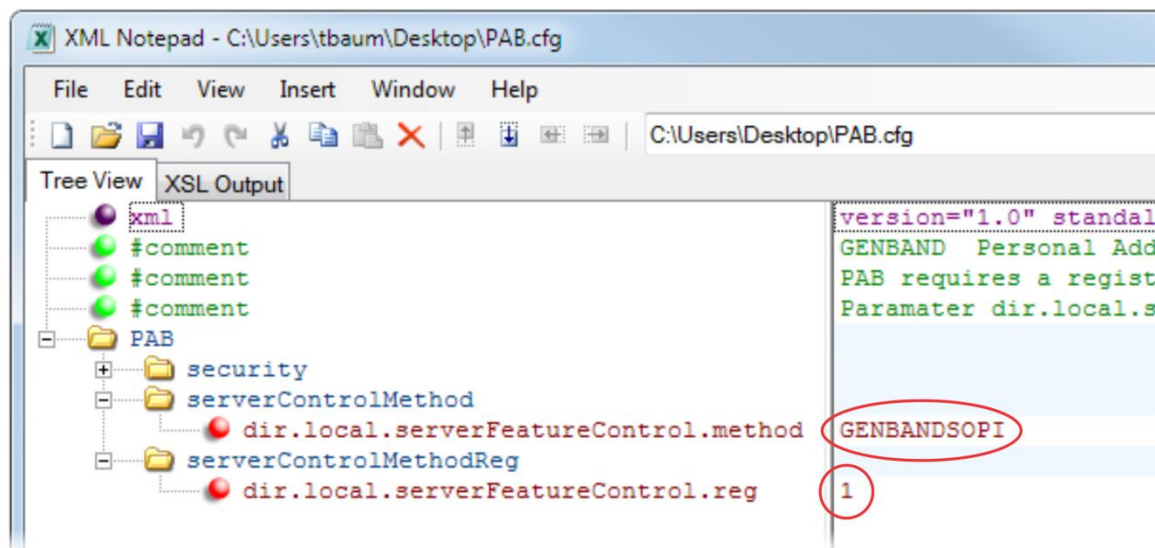 XML Notepad - C:\Users\tbaum\Desktop\PAB.cfg
File Edit View Insert Window Help
C:\Users\Desktop\PAB.cfg
Tree View XSL Output
xml version="1.0" standal
#comment GENBAND Personal Add
#comment PAB requires a regist
#comment Paramater dir.local.s
PAB
security
serverControlMethod
dir.local.serverFeatureControl.method GENBANDSOPI
serverControlMethodReg
dir.local.serverFeatureControl.reg 1